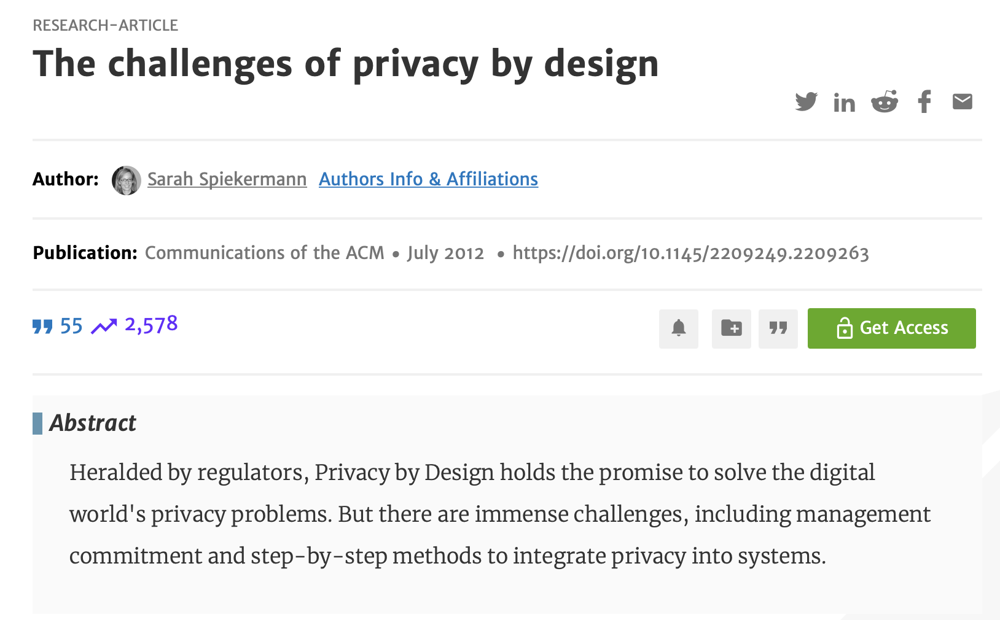 RESEARCH-ARTICLE
The challenges of privacy by design
Author: Sarah Spiekermann Authors Info & Affiliations
Publication: Communications of the ACM • July 2012 • https://doi.org/10.1145/2209249.2209263
55 2,578 Get Access
Abstract
Heralded by regulators, Privacy by Design holds the promise to solve the digital
world's privacy problems. But there are immense challenges, including management
commitment and step-by-step methods to integrate privacy into systems.